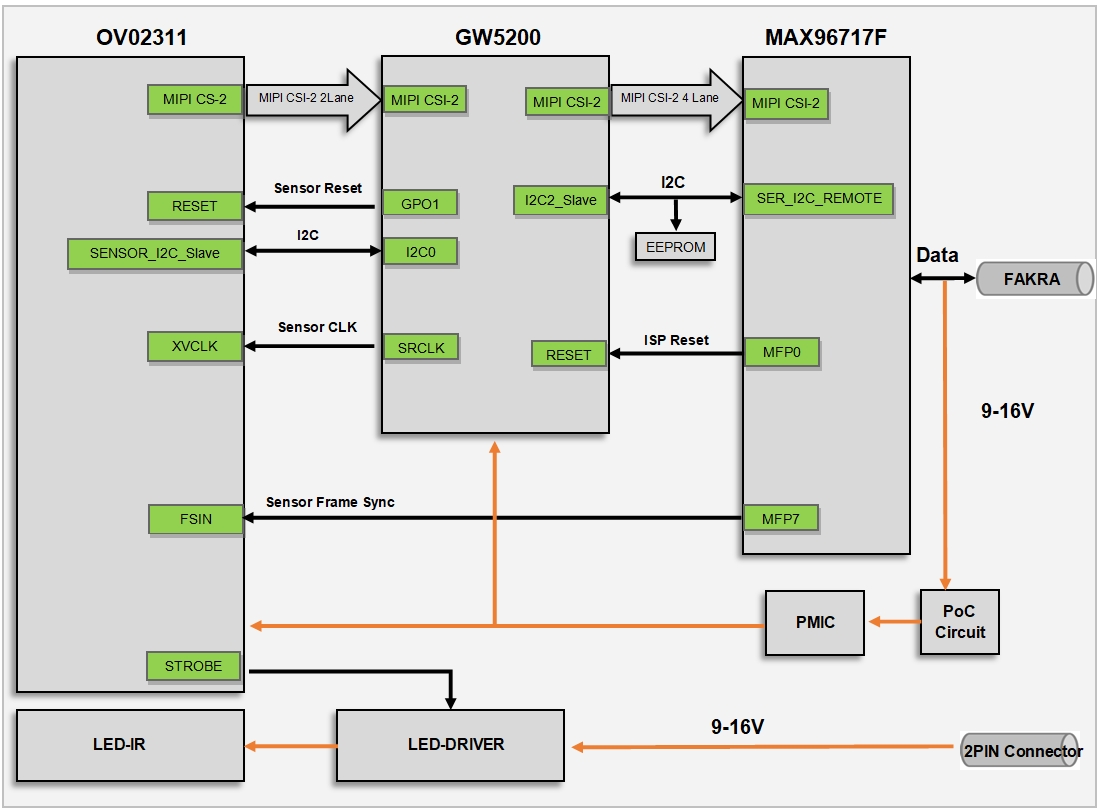 OV02311
GW5200
MAX96717F
MIPI CS-2
MIPI CSI-2 2Lane
MIPI CSI-2
MIPI CSI-2
MIPI CSI-2 4 Lane
MIPI CSI-2
RESET
Sensor Reset
GPO1
I2C2_Slave
I2C
SER_I2C_REMOTE
SENSOR_I2C_Slave
I2C
I2C0
EEPROM
Data
FAKRA
XVCLK
Sensor CLK
SRCLK
RESET
ISP Reset
MFP0
9-16V
FSIN
Sensor Frame Sync
MFP7
PMIC
PoC
Circuit
STROBE
LED-IR
LED-DRIVER
9-16V
2PIN Connector